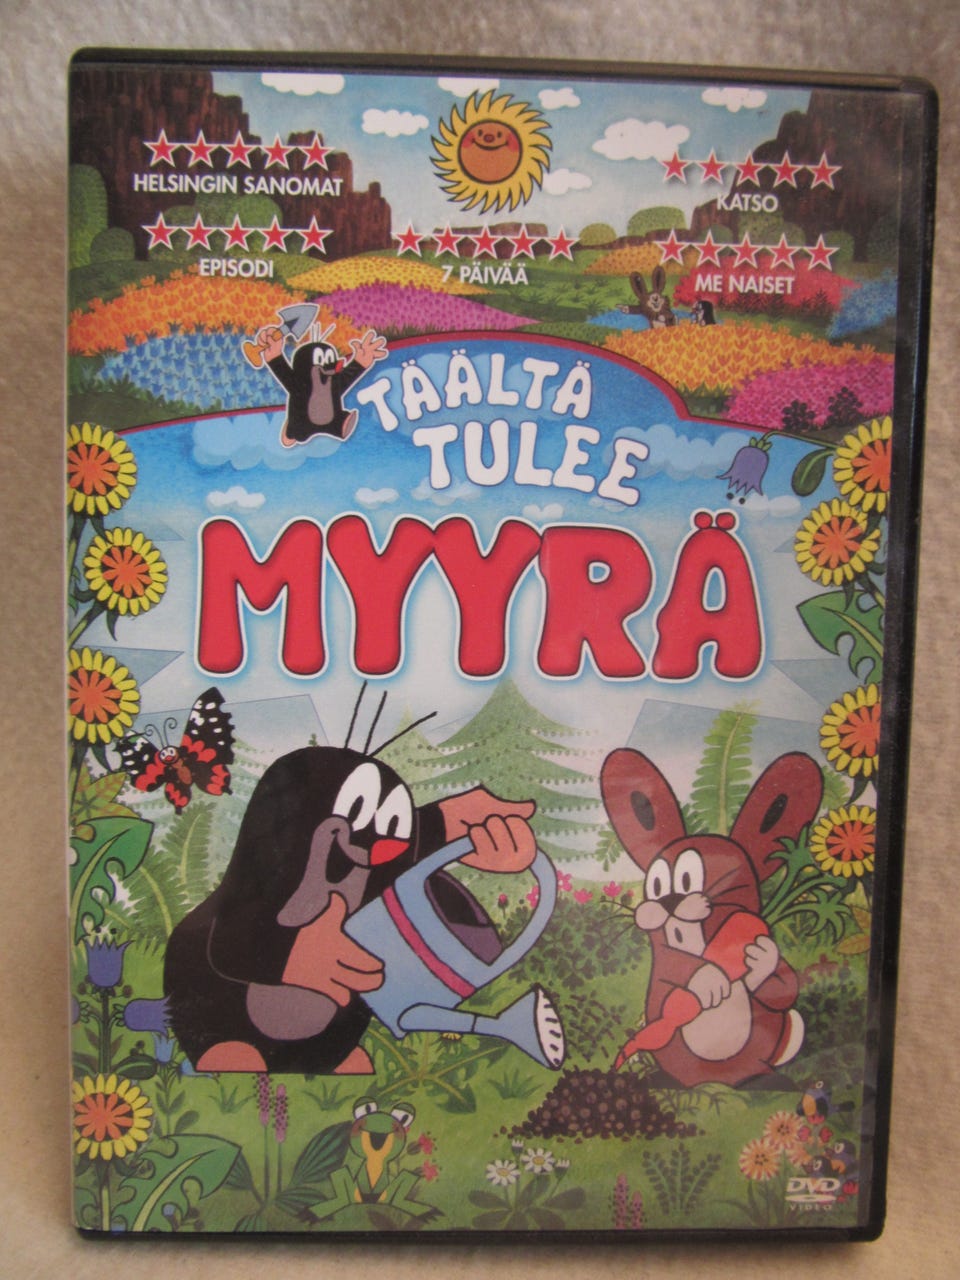 HELSINGIN SANOMAT
KATSO
EPISODI
7 PÄIVÄÄ
ME NAISET
TÄÄLTÄ
TULEE
MYYRÄ
DVD
VIDEO